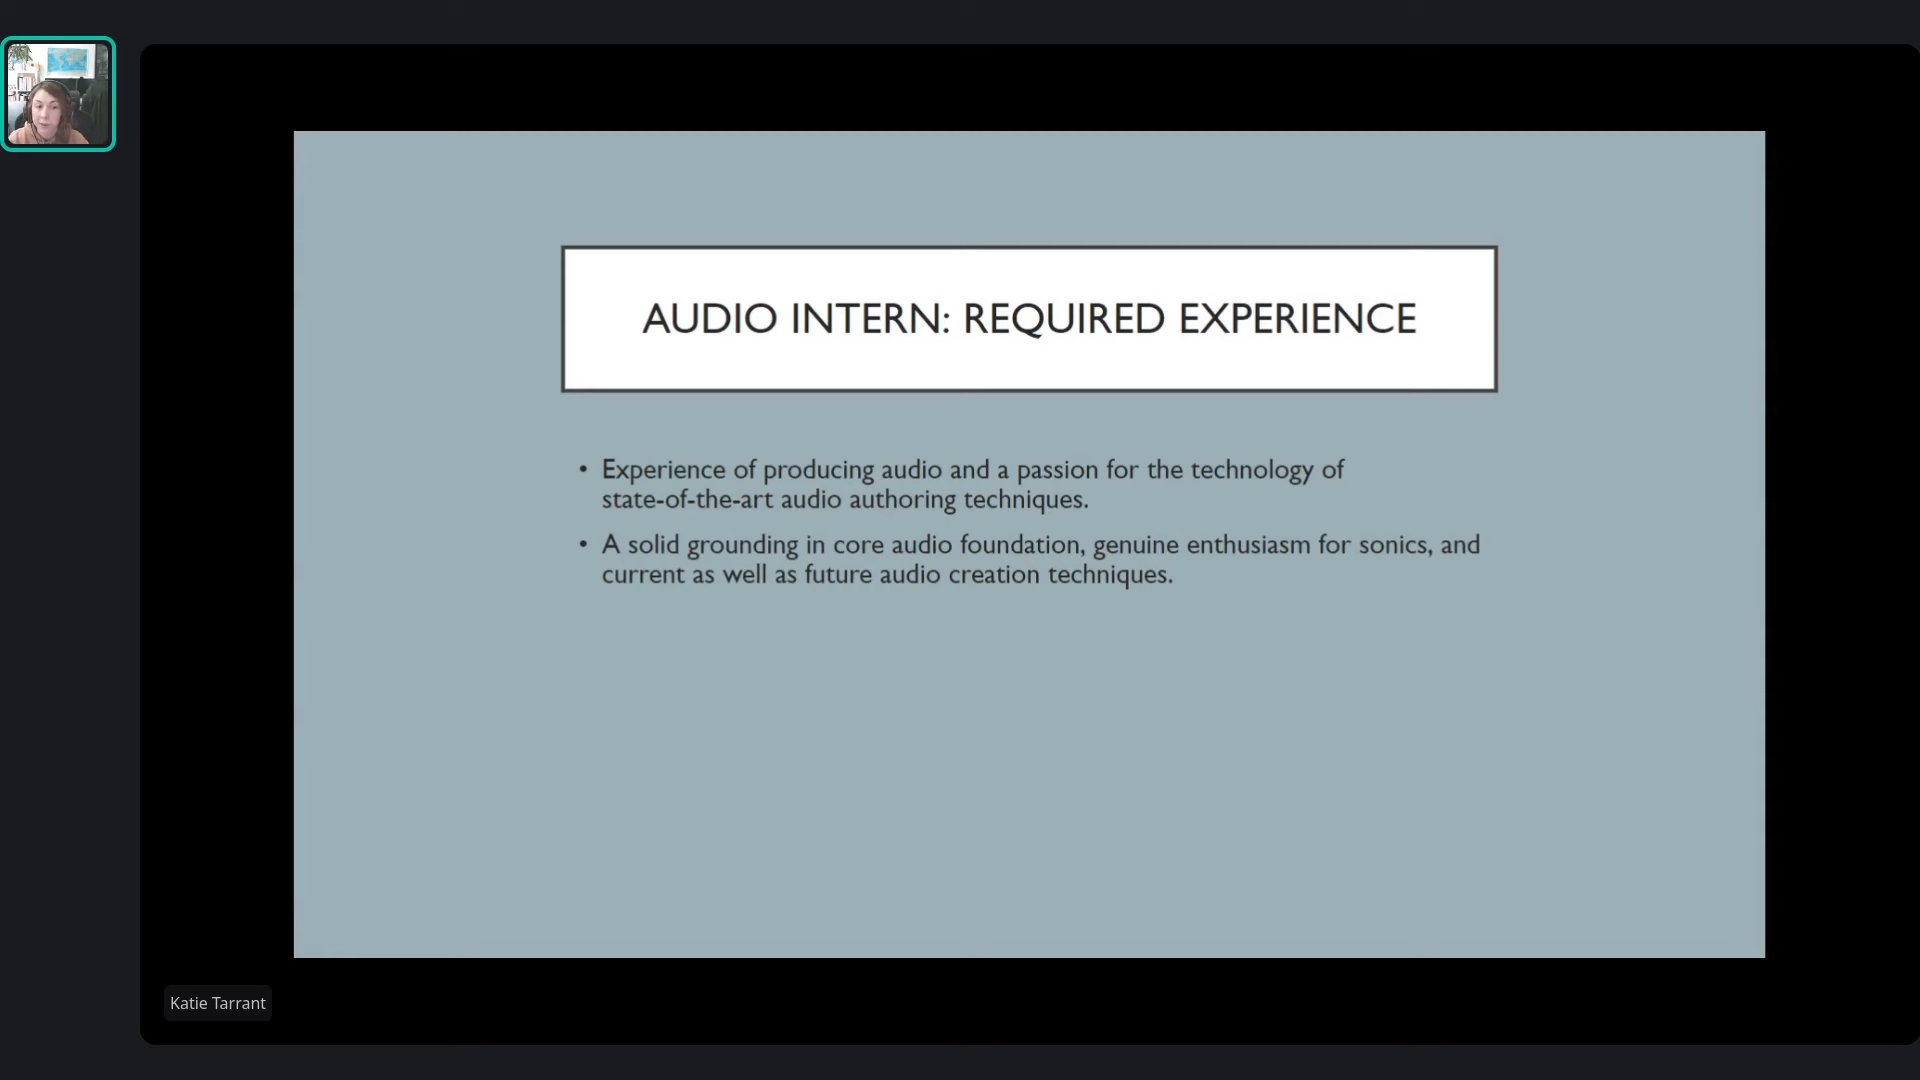 AUDIO INTERN: REQUIRED EXPERIENCE
• Experience of producing audio and a passion for the technology of
state-of-the-art audio authoring techniques.
• A solid grounding in core audio foundation, genuine enthusiasm for sonics, and
current as well as future audio creation techniques.
Katie Tarrant